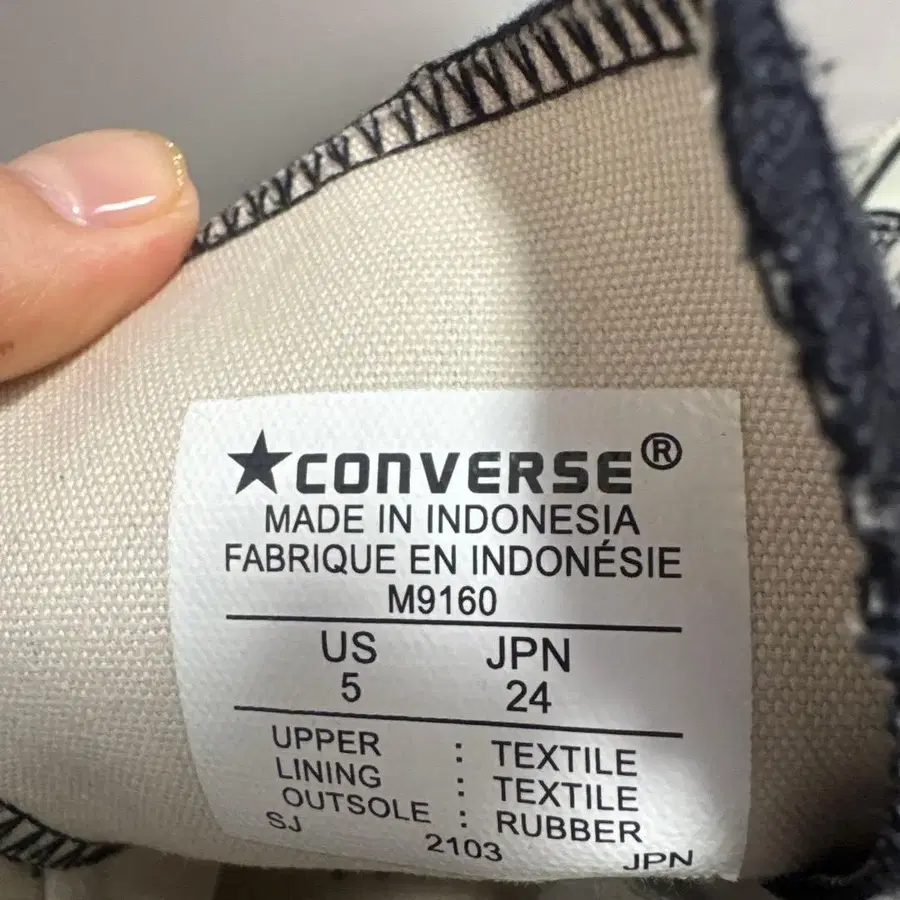 ★CONVERSE®
MADE IN INDONESIA
FABRIQUE EN INDONÉSIE
M9160
US JPN
5 24
UPPER : TEXTILE
LINING : TEXTILE
OUTSOLE : RUBBER
SJ 2103 JPN